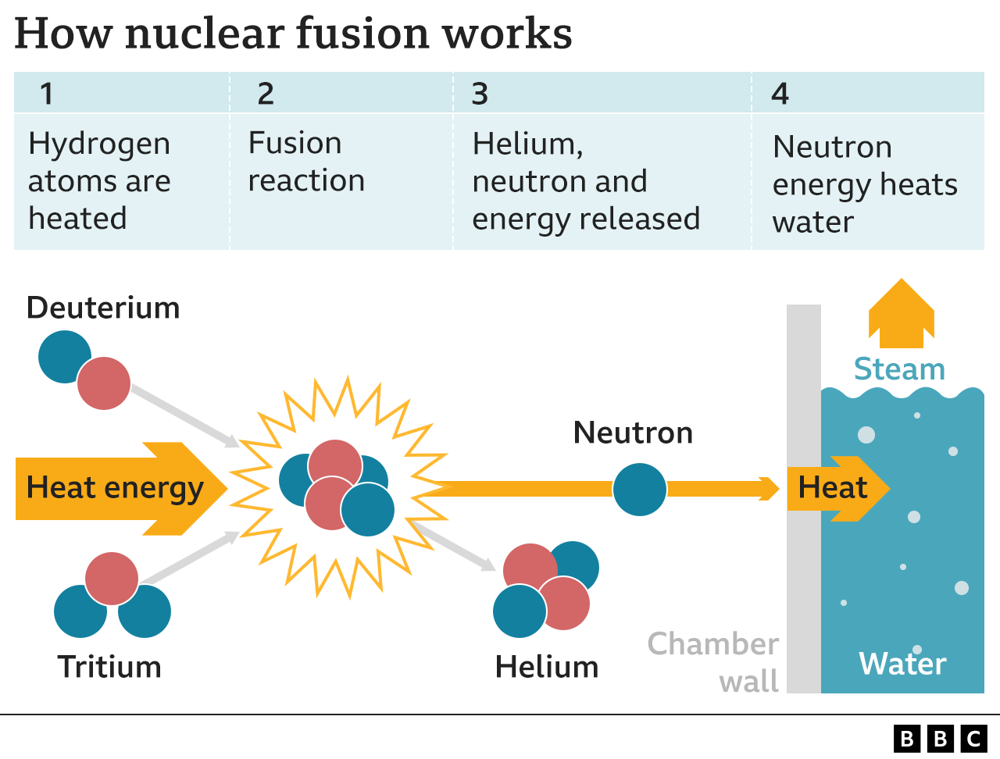 How nuclear fusion works
1
Hydrogen
atoms are
heated
2
Fusion
reaction
3
Helium,
neutron and
energy released
4
Neutron
energy heats
water
Deuterium
Heat energy
Tritium
Neutron
Helium
Chamber
wall
Steam
Heat
Water
BBC